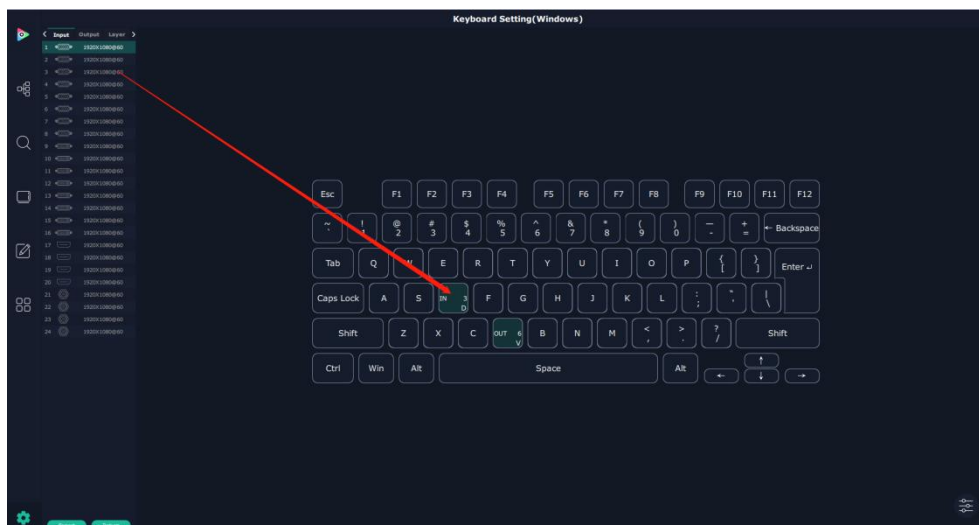 Keyboard Setting(Windows)
Input Output Layer
1 1920X1080@60
2 1920X1080@60
3 1920X1080@60
4 1920X1080@60
5 1920X1080@60
6 1920X1080@60
7 1920X1080@60
8 1920X1080@60
9 1920X1080@60
10 1920X1080@60
11 1920X1080@60
12 1920X1080@60
13 1920X1080@60
14 1920X1080@60
15 1920X1080@60
16 1920X1080@60
17 1920X1080@60
18 1920X1080@60
19 1920X1080@60
20 1920X1080@60
21 1920X1080@60
22 1920X1080@60
23 1920X1080@60
24 1920X1080@60
Esc F1 F2 F3 F4 F5 F6 F7 F8 F9 F10 F11 F12
~ ! @ # $ % ^ & * ( ) — +
` 1 2 3 4 5 6 7 8 9 0 - = ← Backspace
Tab Q W E R T Y U I O P { [ } ] Enter ↵
Caps Lock A S IN 3 D F G H J K L : ; " ' | \
Shift Z X C OUT 6 V B N M < , > . ? / Shift
Ctrl Win Alt Space Alt ← ↑ ↓ →